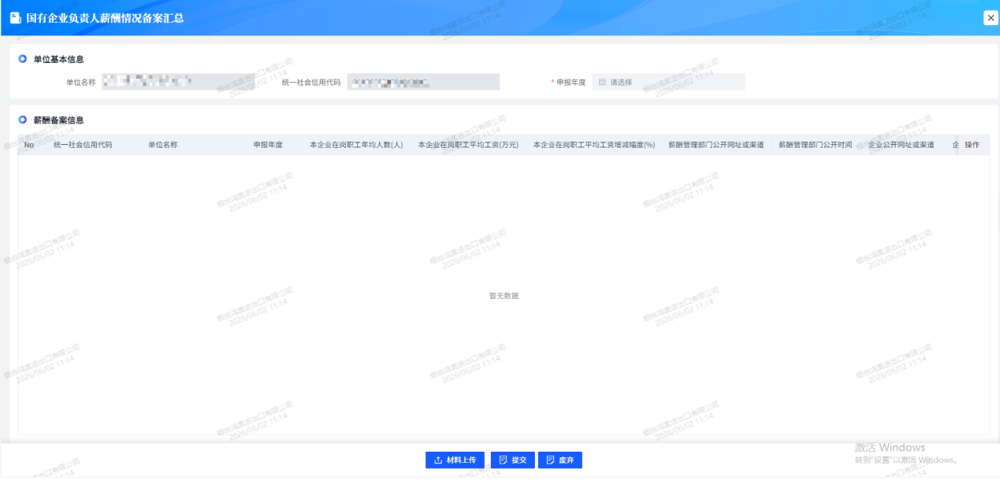 国有企业负责人薪酬情况备案汇总
单位基本信息
单位名称 统一社会信用代码 * 申报年度 请选择
薪酬备案信息
No 统一社会信用代码 单位名称 申报年度 本企业在岗职工年均人数(人) 本企业在岗职工平均工资(万元) 本企业在岗职工平均工资增减幅度(%) 薪酬管理部门公开网址或渠道 薪酬管理部门公开时间 企业公开网址或渠道 企 操作
暂无数据
材料上传 提交 废弃
激活 Windows
转到"设置"以激活 Windows。
2026/06/02 11:14